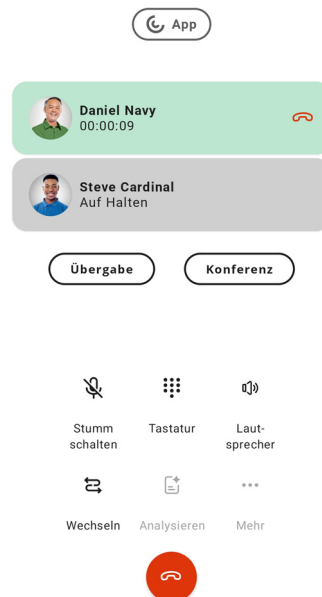 App
Daniel Navy
00:00:09
Steve Cardinal
Auf Halten
Übergabe Konferenz
Stumm schalten Tastatur Laut-sprecher
Wechseln Analysieren Mehr